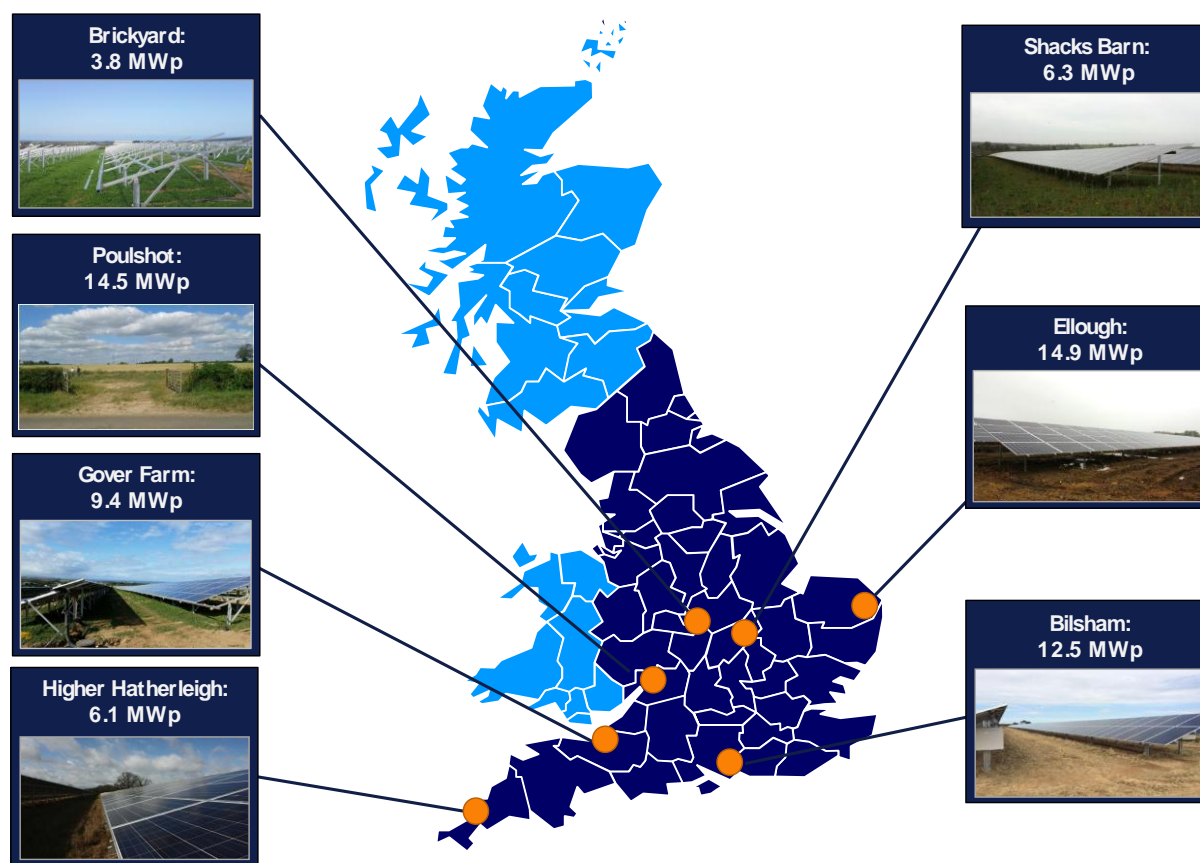 Brickyard:
3.8 MWp
Poulshot:
14.5 MWp
Gover Farm:
9.4 MWp
Higher Hatherleigh:
6.1 MWp
Shacks Barn:
6.3 MWp
Ellough:
14.9 MWp
Bilsham:
12.5 MWp